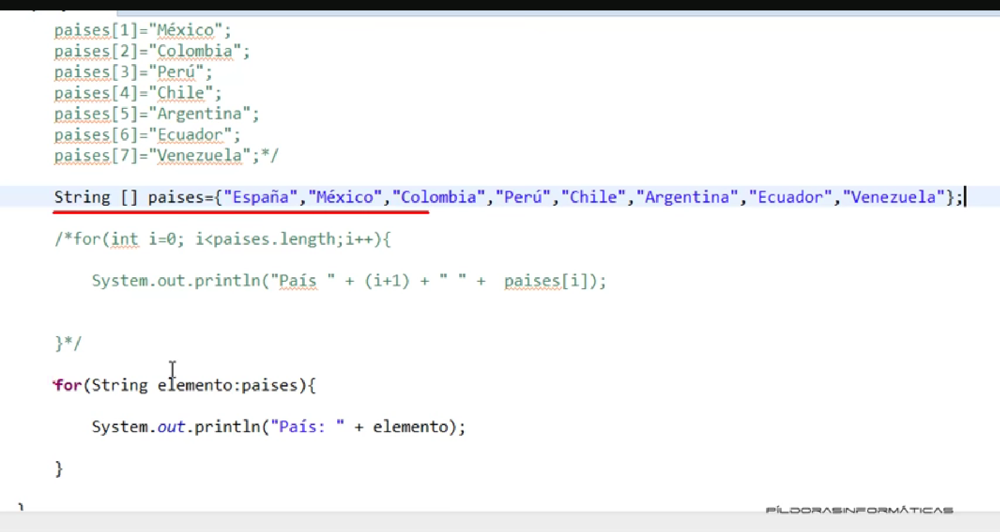 paises[1]="México";
paises[2]="Colombia";
paises[3]="Perú";
paises[4]="Chile";
paises[5]="Argentina";
paises[6]="Ecuador";
paises[7]="Venezuela";*/
String [] paises={"España","México","Colombia","Perú","Chile","Argentina","Ecuador","Venezuela"};
/*for(int i=0; i<paises.length;i++){
System.out.println("País " + (i+1) + " " +  paises[i]);
}*/
for(String elemento:paises){
System.out.println("País: " + elemento);
}
}
PÍLDORASINFORMÁTICAS